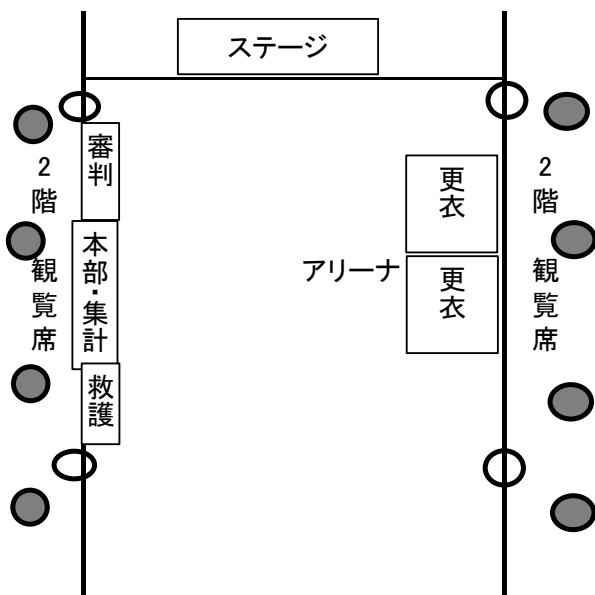 ステージ
審判
2階観覧席
本部・集計
救護
アリーナ
更衣
更衣
2階観覧席